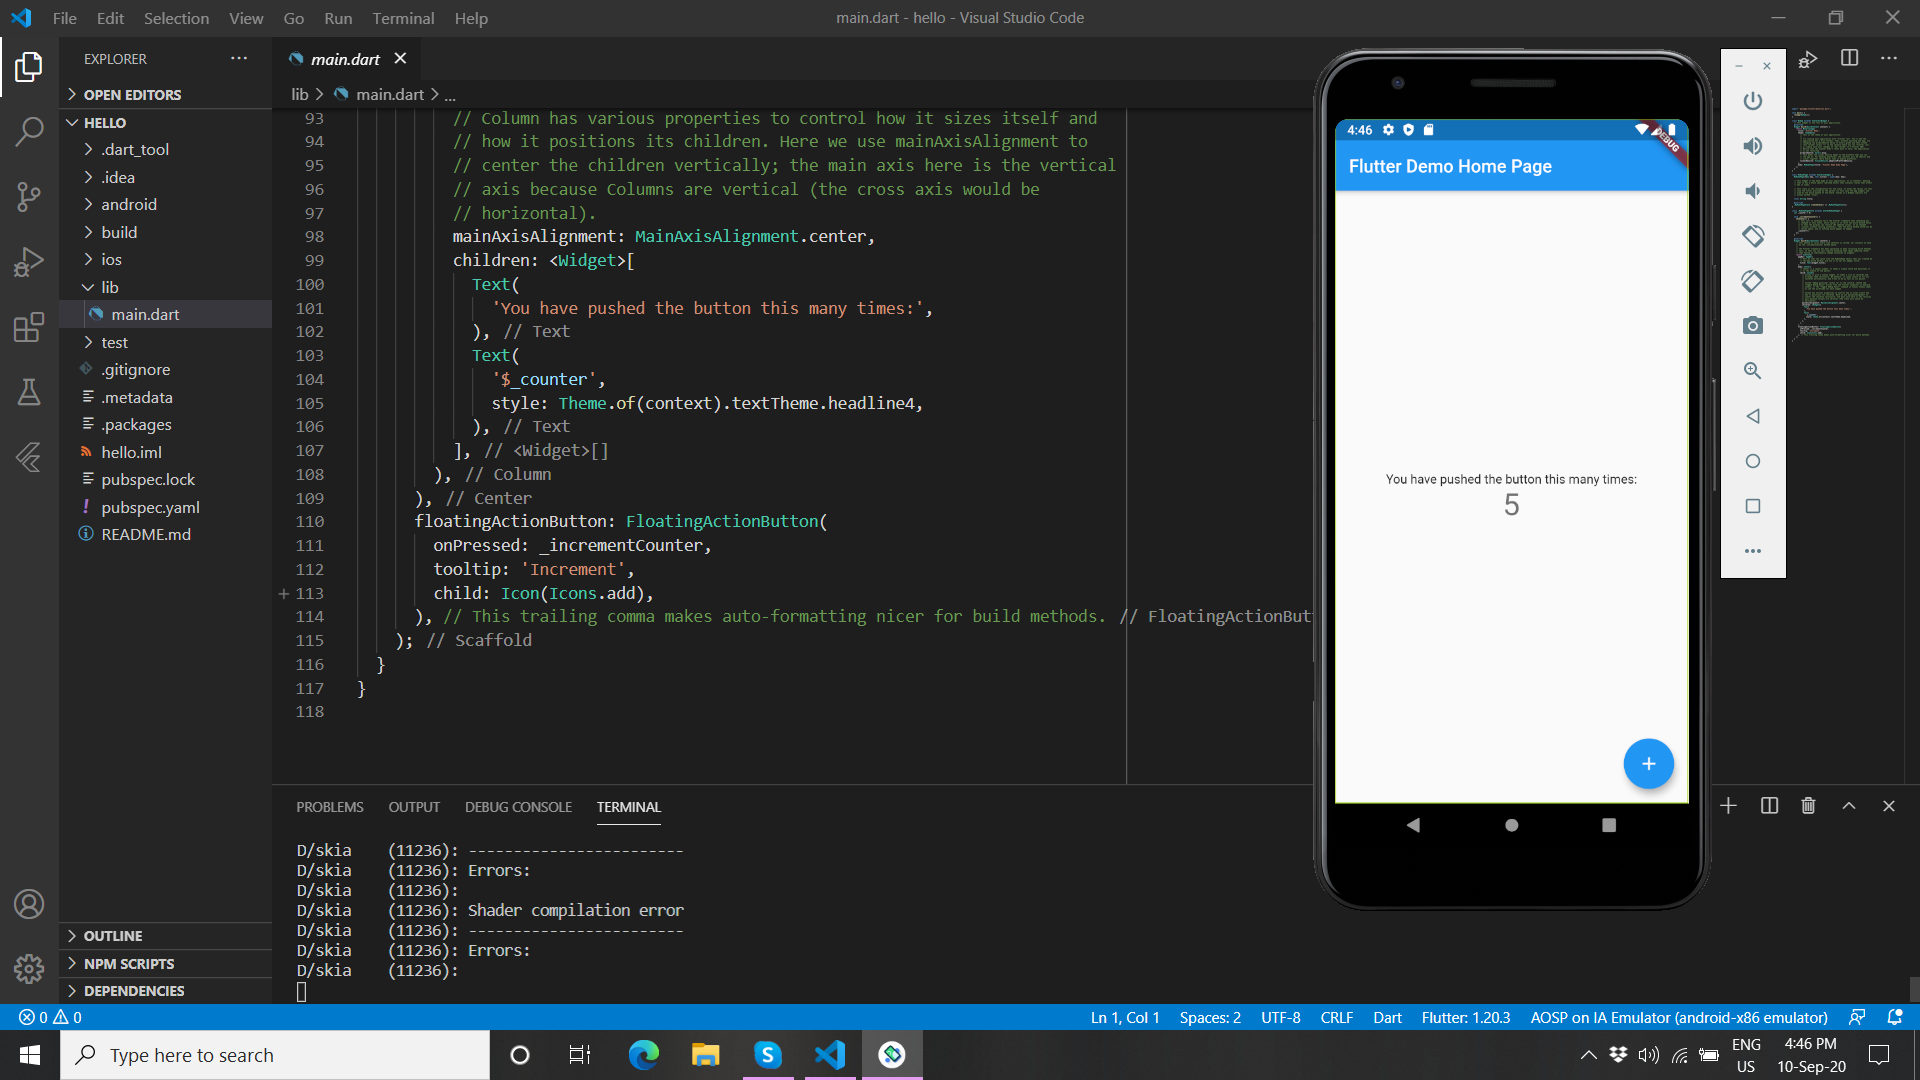 File Edit Selection View Go Run Terminal Help
main.dart - hello - Visual Studio Code
EXPLORER
OPEN EDITORS
HELLO
.dart_tool
.idea
android
build
ios
lib
main.dart
test
.gitignore
.metadata
.packages
hello.iml
pubspec.lock
pubspec.yaml
README.md
OUTLINE
NPM SCRIPTS
DEPENDENCIES
main.dart
lib > main.dart > ...
93 // Column has various properties to control how it sizes itself and
94 // how it positions its children. Here we use mainAxisAlignment to
95 // center the children vertically; the main axis here is the vertical
96 // axis because Columns are vertical (the cross axis would be
97 // horizontal).
98 mainAxisAlignment: MainAxisAlignment.center,
99 children: <Widget>[
100 Text(
101 'You have pushed the button this many times:',
102 ), // Text
103 Text(
104 '$_counter',
105 style: Theme.of(context).textTheme.headline4,
106 ), // Text
107 ], // <Widget>[]
108 ), // Column
109 ), // Center
110 floatingActionButton: FloatingActionButton(
111 onPressed: _incrementCounter,
112 tooltip: 'Increment',
113 child: Icon(Icons.add),
114 ), // This trailing comma makes auto-formatting nicer for build methods. // FloatingActionBut
115 ); // Scaffold
116 }
117 }
118
PROBLEMS OUTPUT DEBUG CONSOLE TERMINAL
D/skia (11236): ------------------------
D/skia (11236): Errors:
D/skia (11236):
D/skia (11236): Shader compilation error
D/skia (11236): ------------------------
D/skia (11236): Errors:
D/skia (11236):
4:46
DEBUG
Flutter Demo Home Page
You have pushed the button this many times:
5
0 0
Ln 1, Col 1 Spaces: 2 UTF-8 CRLF Dart Flutter: 1.20.3 AOSP on IA Emulator (android-x86 emulator)
Type here to search
ENG
US
4:46 PM
10-Sep-20